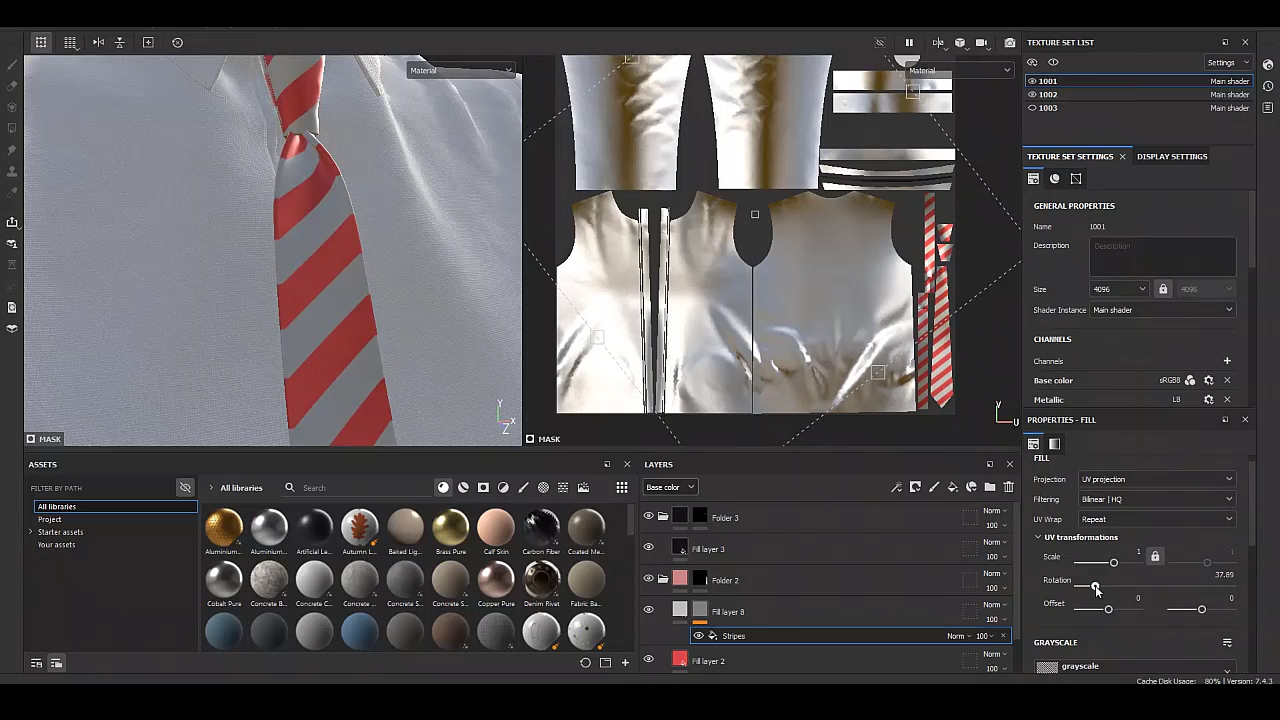 Material
Material
Y
X
Z
V
U
MASK
MASK
TEXTURE SET LIST
Settings
1001 Main shader
1002 Main shader
1003 Main shader
TEXTURE SET SETTINGS
DISPLAY SETTINGS
GENERAL PROPERTIES
Name 1001
Description Description
Size 4096 4096
Shader Instance Main shader
CHANNELS
Channels
Base color sRGB8
Metallic L8
PROPERTIES - FILL
FILL
Projection UV projection
Filtering Bilinear | HQ
UV Wrap Repeat
UV transformations
Scale 1 1
Rotation 37.89
Offset 0 0
GRAYSCALE
grayscale
ASSETS
FILTER BY PATH
All libraries
Project
Starter assets
Your assets
All libraries
Search
Aluminium... Aluminium... Artificial Le... Autumn L... Baked Lig... Brass Pure Calf Skin Carbon Fiber Coated Me...
Cobalt Pure Concrete B... Concrete C... Concrete S... Concrete S... Concrete S... Copper Pure Denim Rivet Fabric Ba...
LAYERS
Base color
Folder 3 Norm 100
Fill layer 3 Norm 100
Folder 2 Norm 100
Fill layer 8 Norm 100
Stripes Norm 100
Fill layer 2 Norm 100
Cache Disk Usage: 80% | Version: 7.4.3